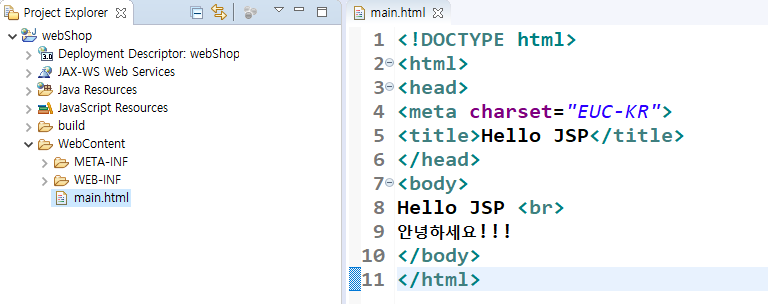 Project Explorer
webShop
3.0 Deployment Descriptor: webShop
JAX-WS Web Services
Java Resources
JavaScript Resources
build
WebContent
META-INF
WEB-INF
main.html
main.html
1 <!DOCTYPE html>
2 <html>
3 <head>
4 <meta charset="EUC-KR">
5 <title>Hello JSP</title>
6 </head>
7 <body>
8 Hello JSP <br>
9 안녕하세요!!!
10 </body>
11 </html>